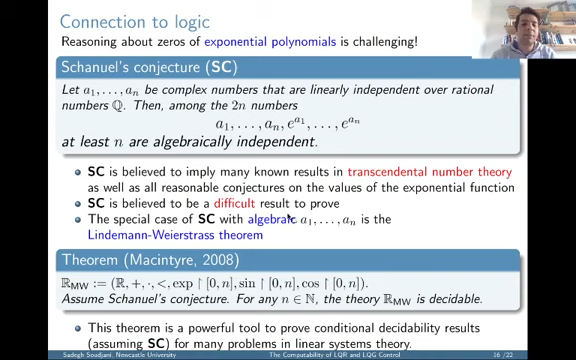 Connection to logic
Reasoning about zeros of exponential polynomials is challenging!
Schanuel's conjecture (SC)
Let a₁, . . . , aₙ be complex numbers that are linearly independent over rational
numbers ℚ. Then, among the 2n numbers
a₁, . . . , aₙ, e^{a₁}, . . . , e^{aₙ}
at least n are algebraically independent.
• SC is believed to imply many known results in transcendental number theory
as well as all reasonable conjectures on the values of the exponential function
• SC is believed to be a difficult result to prove
• The special case of SC with algebraic a₁, . . . , aₙ is the
Lindemann-Weierstrass theorem
Theorem (Macintyre, 2008)
ℝ_MW := (ℝ, +, ·, <, exp ↾ [0, n], sin ↾ [0, n], cos ↾ [0, n]).
Assume Schanuel's conjecture. For any n ∈ ℕ, the theory ℝ_MW is decidable.
• This theorem is a powerful tool to prove conditional decidability results
(assuming SC) for many problems in linear systems theory.
Sadegh Soudjani, Newcastle University The Computability of LQR and LQG Control 16 / 22